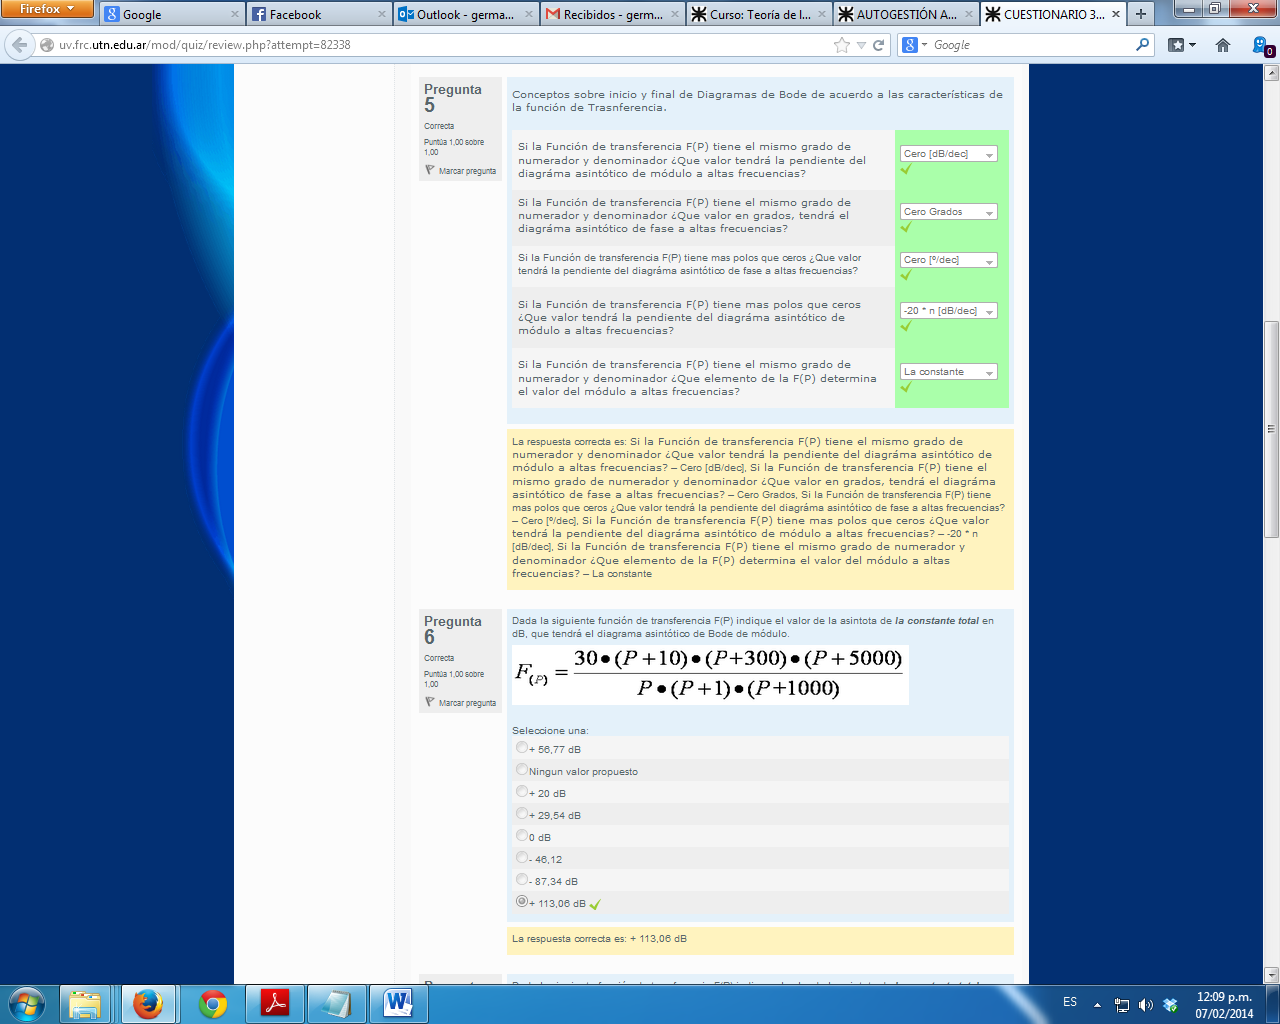 Firefox
Google
Facebook
Outlook - germa...
Recibidos - germ...
Curso: Teoría de l...
AUTOGESTIÓN A...
CUESTIONARIO 3...
uv.frc.utn.edu.ar/mod/quiz/review.php?attempt=82338
Google
0
Pregunta
5
Correcta
Puntúa 1,00 sobre
1,00
Marcar pregunta
Conceptos sobre inicio y final de Diagramas de Bode de acuerdo a las características de
la función de Trasnferencia.
Si la Función de transferencia F(P) tiene el mismo grado de
numerador y denominador ¿Que valor tendrá la pendiente del
diagráma asintótico de módulo a altas frecuencias?
Cero [dB/dec]
Si la Función de transferencia F(P) tiene el mismo grado de
numerador y denominador ¿Que valor en grados, tendrá el
diagráma asintótico de fase a altas frecuencias?
Cero Grados
Si la Función de transferencia F(P) tiene mas polos que ceros ¿Que valor
tendrá la pendiente del diagráma asintótico de fase a altas frecuencias?
Cero [º/dec]
Si la Función de transferencia F(P) tiene mas polos que ceros
¿Que valor tendrá la pendiente del diagráma asintótico de
módulo a altas frecuencias?
-20 * n [dB/dec]
Si la Función de transferencia F(P) tiene el mismo grado de
numerador y denominador ¿Que elemento de la F(P) determina
el valor del módulo a altas frecuencias?
La constante
La respuesta correcta es: Si la Función de transferencia F(P) tiene el mismo grado de
numerador y denominador ¿Que valor tendrá la pendiente del diagráma asintótico de
módulo a altas frecuencias? – Cero [dB/dec], Si la Función de transferencia F(P) tiene el
mismo grado de numerador y denominador ¿Que valor en grados, tendrá el diagráma
asintótico de fase a altas frecuencias? – Cero Grados, Si la Función de transferencia F(P) tiene
mas polos que ceros ¿Que valor tendrá la pendiente del diagráma asintótico de fase a altas frecuencias?
– Cero [º/dec], Si la Función de transferencia F(P) tiene mas polos que ceros ¿Que valor
tendrá la pendiente del diagráma asintótico de módulo a altas frecuencias? – -20 * n
[dB/dec], Si la Función de transferencia F(P) tiene el mismo grado de numerador y
denominador ¿Que elemento de la F(P) determina el valor del módulo a altas
frecuencias? – La constante
Pregunta
6
Correcta
Puntúa 1,00 sobre
1,00
Marcar pregunta
Dada la siguiente función de transferencia F(P) indique el valor de la asintota de la constante total en
dB, que tendrá el diagrama asintótico de Bode de módulo.
30•(P+10)•(P+300)•(P+5000)
F(P) =
P•(P+1)•(P+1000)
Seleccione una:
+ 56,77 dB
Ningun valor propuesto
+ 20 dB
+ 29,54 dB
0 dB
- 46,12
- 87,34 dB
+ 113,06 dB
La respuesta correcta es: + 113,06 dB
ES
12:09 p.m.
07/02/2014